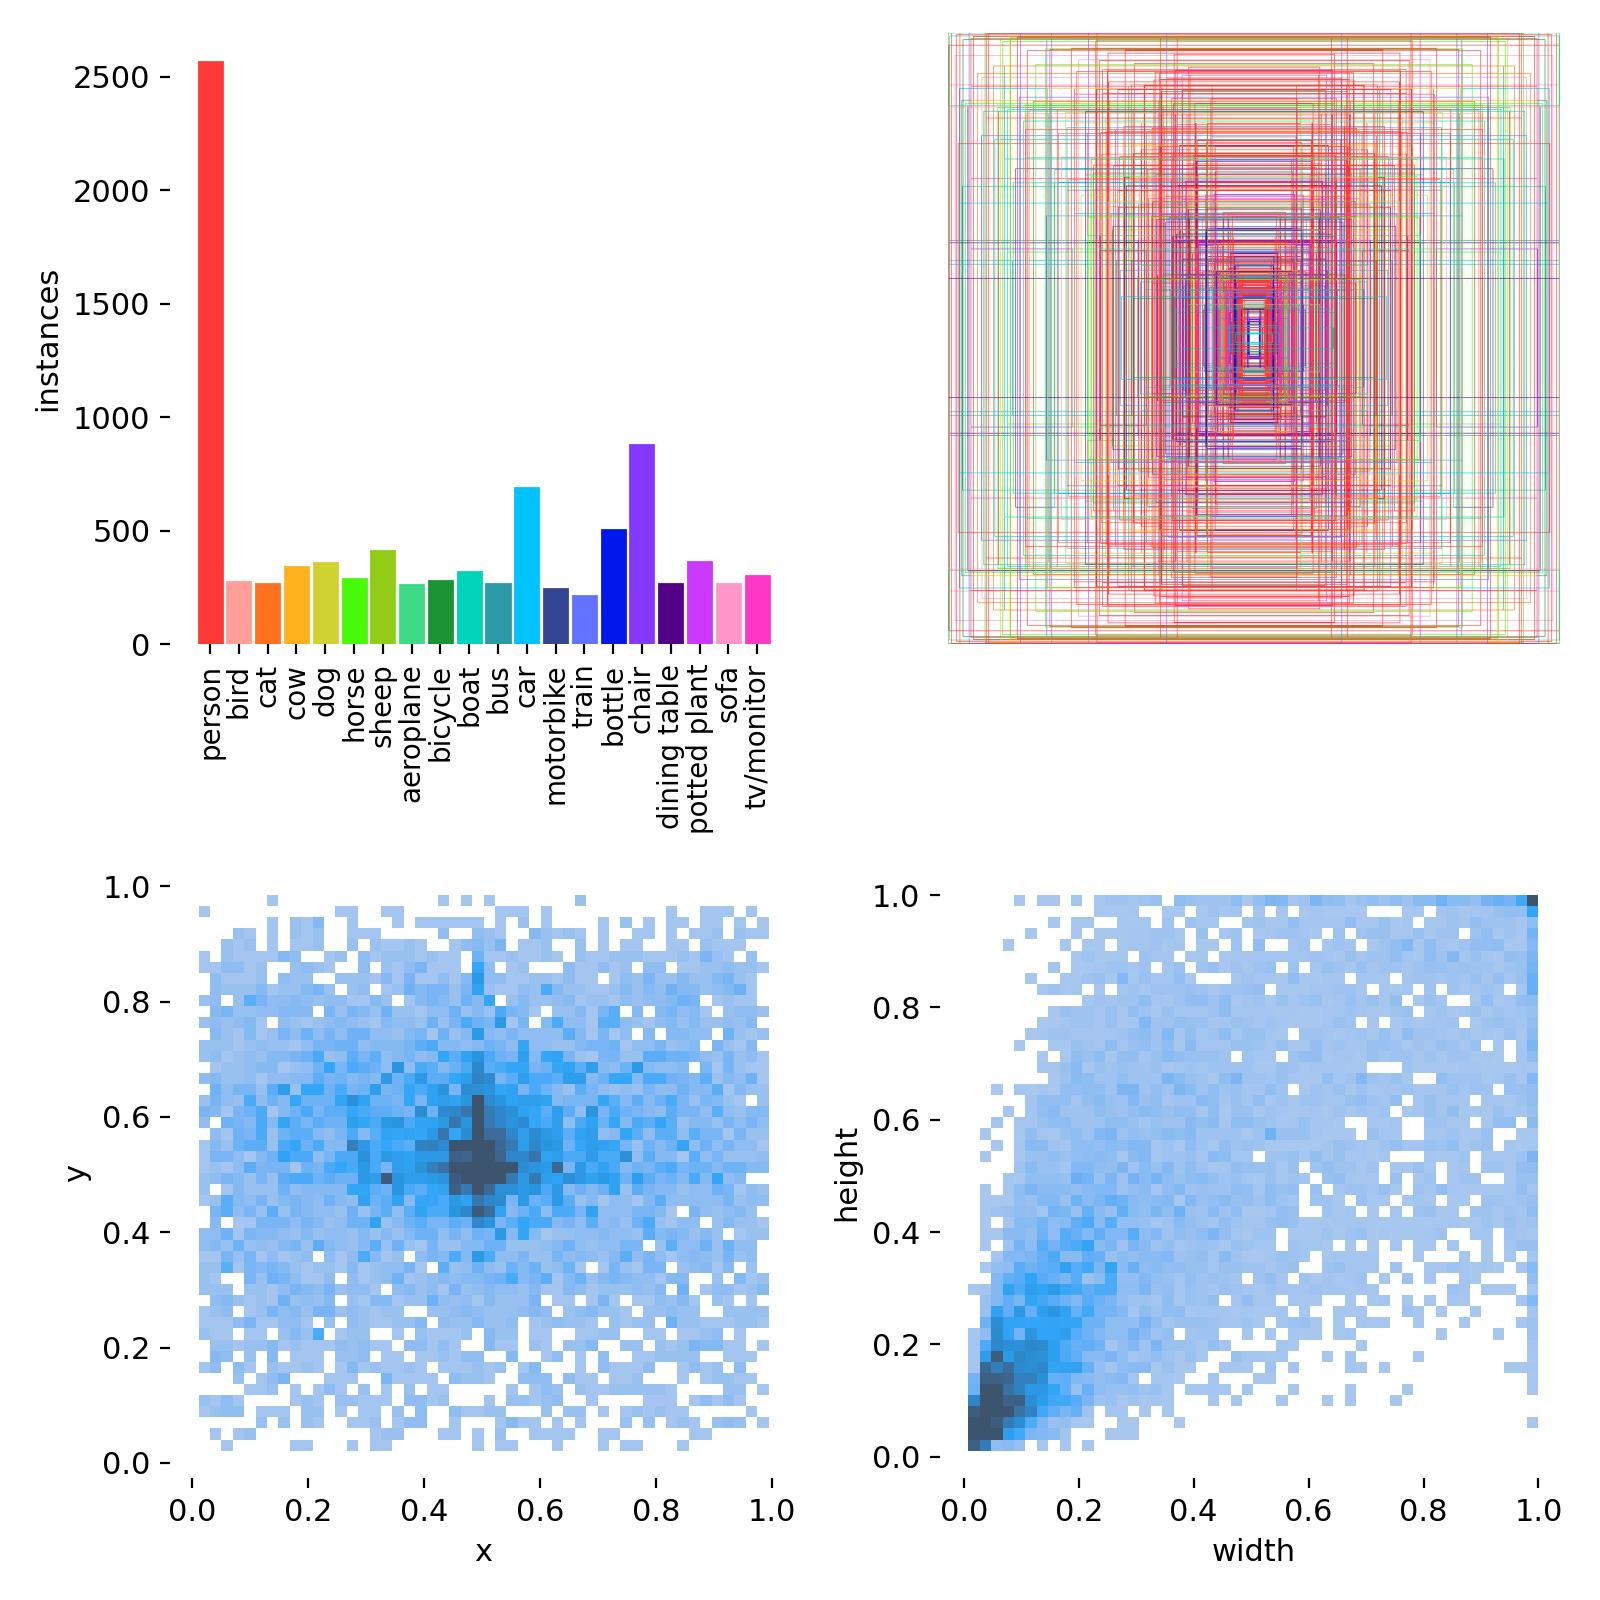 2500
2000
1500
1000
500
0
instances
person
bird
cat
cow
dog
horse
sheep
aeroplane
bicycle
boat
bus
car
motorbike
train
bottle
chair
dining table
potted plant
sofa
tv/monitor
1.0
0.8
0.6
0.4
0.2
0.0
y
0.0 0.2 0.4 0.6 0.8 1.0
x
1.0
0.8
0.6
0.4
0.2
0.0
height
0.0 0.2 0.4 0.6 0.8 1.0
width